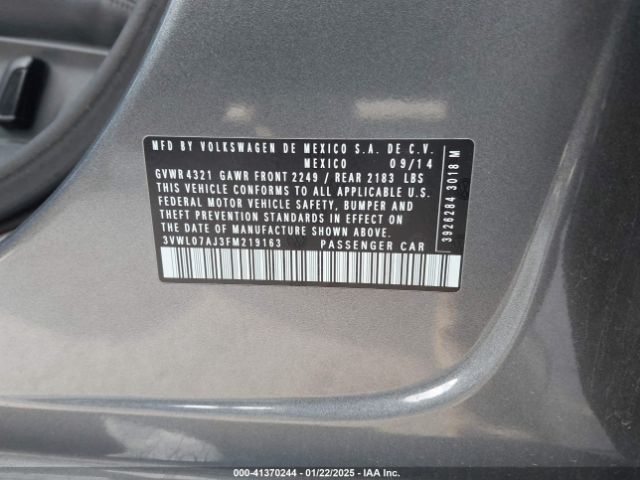 MFD BY VOLKSWAGEN DE MEXICO S.A. DE C.V.
MEXICO 09/14
GVWR 4321 GAWR FRONT 2249 / REAR 2183 LBS
THIS VEHICLE CONFORMS TO ALL APPLICABLE U.S.
FEDERAL MOTOR VEHICLE SAFETY, BUMPER AND
THEFT PREVENTION STANDARDS IN EFFECT ON
THE DATE OF MANUFACTURE SHOWN ABOVE.
3VWL07AJ3FM219163 PASSENGER CAR
3926284 3018 M
000-41370244 - 01/22/2025 - IAA Inc.